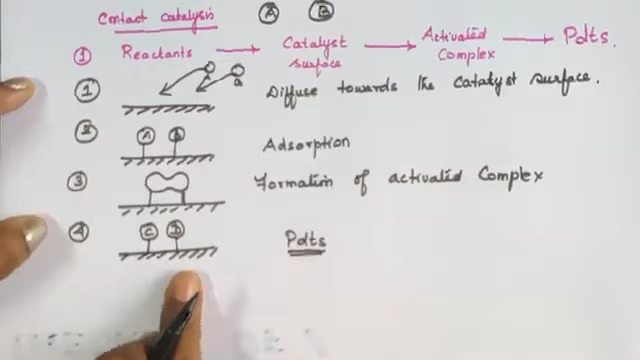 Contact catalysis A B
① Reactants → Catalyst surface → Activated Complex → Pdts.
① B Diffuse towards the catalyst surface.
② A B Adsorption
③ Formation of activated Complex
④ C D Pdts